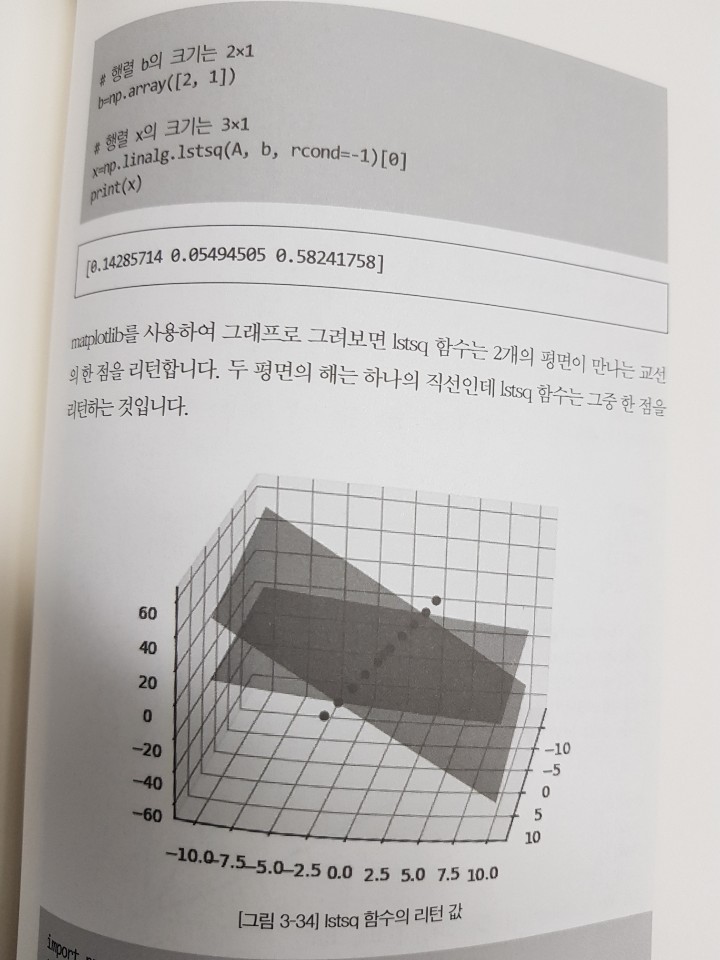 # 행렬 b의 크기는 2×1
b=np.array([2, 1])
# 행렬 x의 크기는 3×1
x=np.linalg.lstsq(A, b, rcond=-1)[0]
print(x)
[0.14285714 0.05494505 0.58241758]
matplotlib를 사용하여 그래프로 그려보면 lstsq 함수는 2개의 평면이 만나는 교선
의 한 점을 리턴합니다. 두 평면의 해는 하나의 직선인데 lstsq 함수는 그중 한 점을
리턴하는 것입니다.
60
40
20
0
−20
−40
−60
−10
−5
0
5
10
−10.0 −7.5 −5.0 −2.5 0.0 2.5 5.0 7.5 10.0
[그림 3-34] lstsq 함수의 리턴 값
import